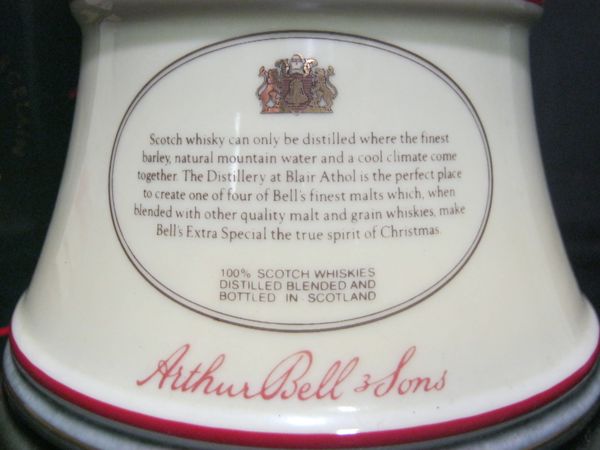 Scotch whisky can only be distilled where the finest
barley, natural mountain water and a cool climate come
together. The Distillery at Blair Athol is the perfect place
to create one of four of Bell's finest malts which, when
blended with other quality malt and grain whiskies, make
Bell's Extra Special the true spirit of Christmas.
100% SCOTCH WHISKIES
DISTILLED BLENDED AND
BOTTLED IN SCOTLAND
Arthur Bell & Sons